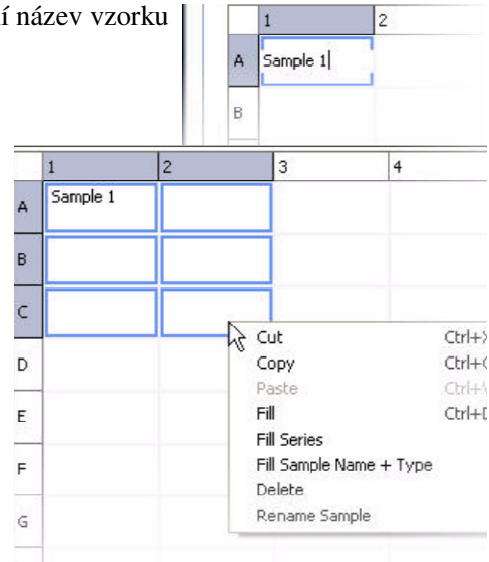 název vzorku
1 2
A Sample 1
B
1 2 3 4
A Sample 1
B
C
Cut Ctrl+X
Copy
Paste
D
E
Fill
Fill Series
F
Fill Sample Name + Type
Delete
G
Rename Sample